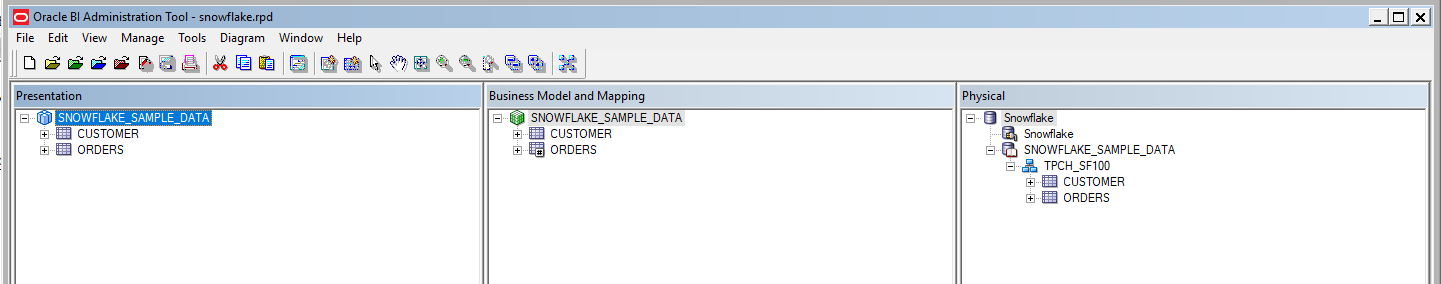 Oracle BI Administration Tool - snowflake.rpd
File Edit View Manage Tools Diagram Window Help
Presentation
SNOWFLAKE_SAMPLE_DATA
CUSTOMER
ORDERS
Business Model and Mapping
SNOWFLAKE_SAMPLE_DATA
CUSTOMER
ORDERS
Physical
Snowflake
Snowflake
SNOWFLAKE_SAMPLE_DATA
TPCH_SF100
CUSTOMER
ORDERS